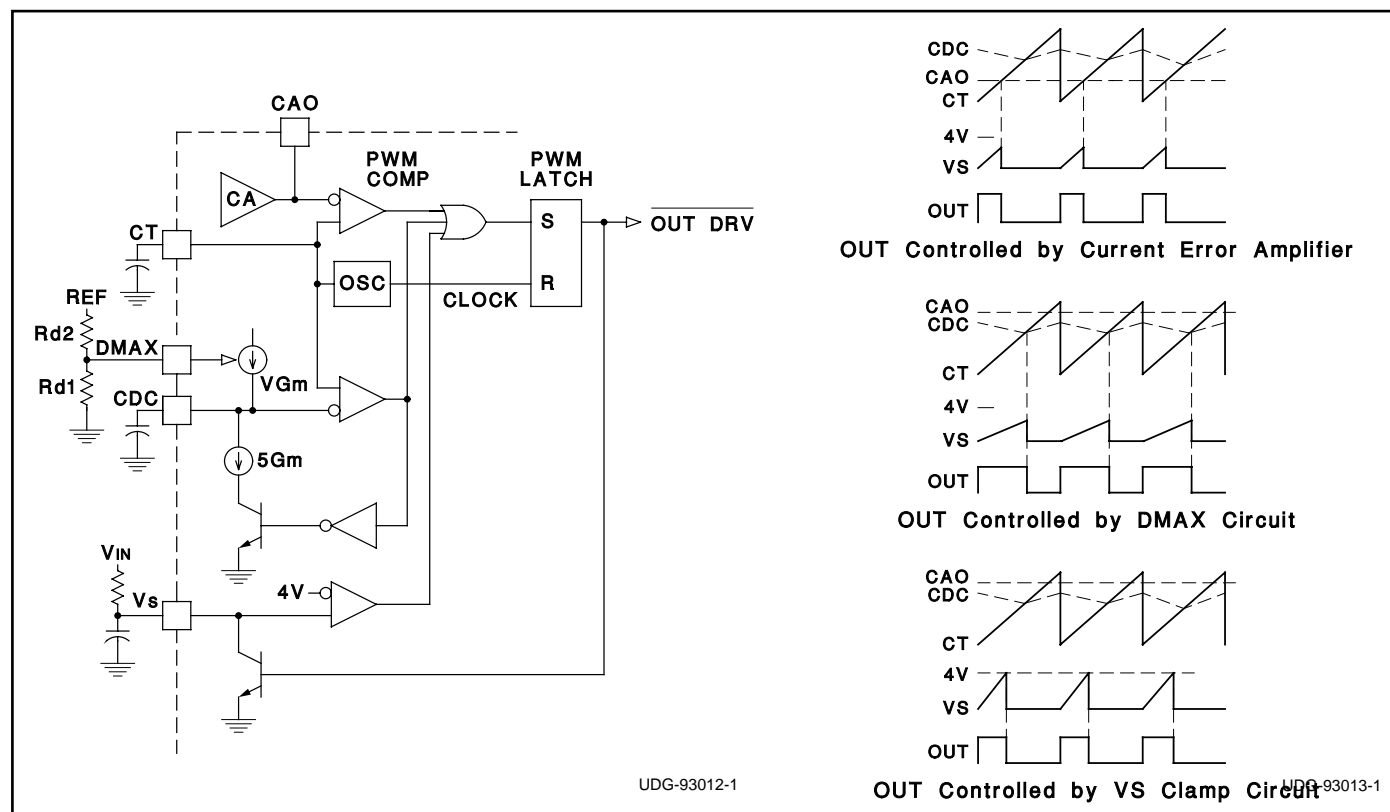 CAO
PWM
COMP
PWM
LATCH
CA
CT
S
OUT DRV
OSC
R
CLOCK
REF
Rd2
DMAX
Rd1
VGm
CDC
5Gm
VIN
4V
Vs
UDG-93012-1
CDC
CAO
CT
4V
VS
OUT
OUT Controlled by Current Error Amplifier
CAO
CDC
CT
4V
VS
OUT
OUT Controlled by DMAX Circuit
CAO
CDC
CT
4V
VS
OUT
OUT Controlled by VS Clamp Circuit
UDG-93013-1